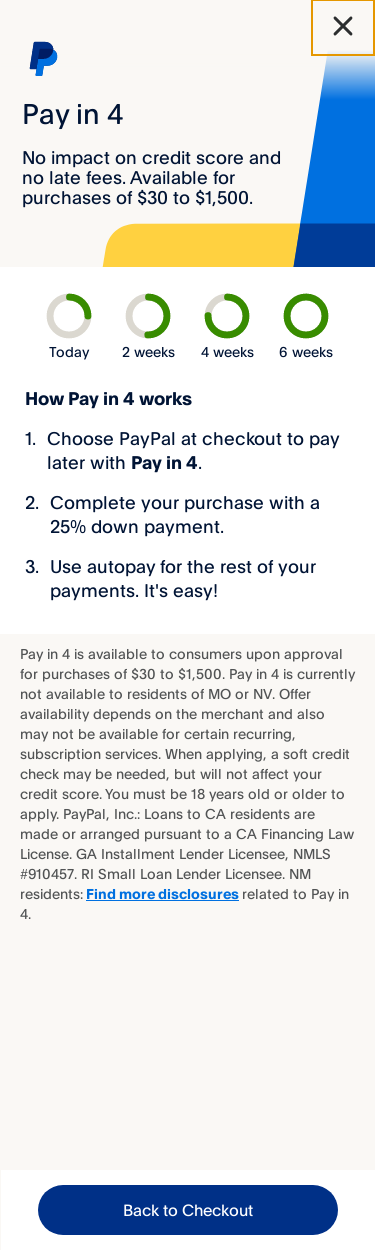 Pay in 4
No impact on credit score and
no late fees. Available for
purchases of $30 to $1,500.
Today
2 weeks
4 weeks
6 weeks
How Pay in 4 works
1. Choose PayPal at checkout to pay
later with Pay in 4.
2. Complete your purchase with a
25% down payment.
3. Use autopay for the rest of your
payments. It's easy!
Pay in 4 is available to consumers upon approval
for purchases of $30 to $1,500. Pay in 4 is currently
not available to residents of MO or NV. Offer
availability depends on the merchant and also
may not be available for certain recurring,
subscription services. When applying, a soft credit
check may be needed, but will not affect your
credit score. You must be 18 years old or older to
apply. PayPal, Inc.: Loans to CA residents are
made or arranged pursuant to a CA Financing Law
License. GA Installment Lender Licensee, NMLS
#910457. RI Small Loan Lender Licensee. NM
residents: Find more disclosures related to Pay in
4.
Back to Checkout